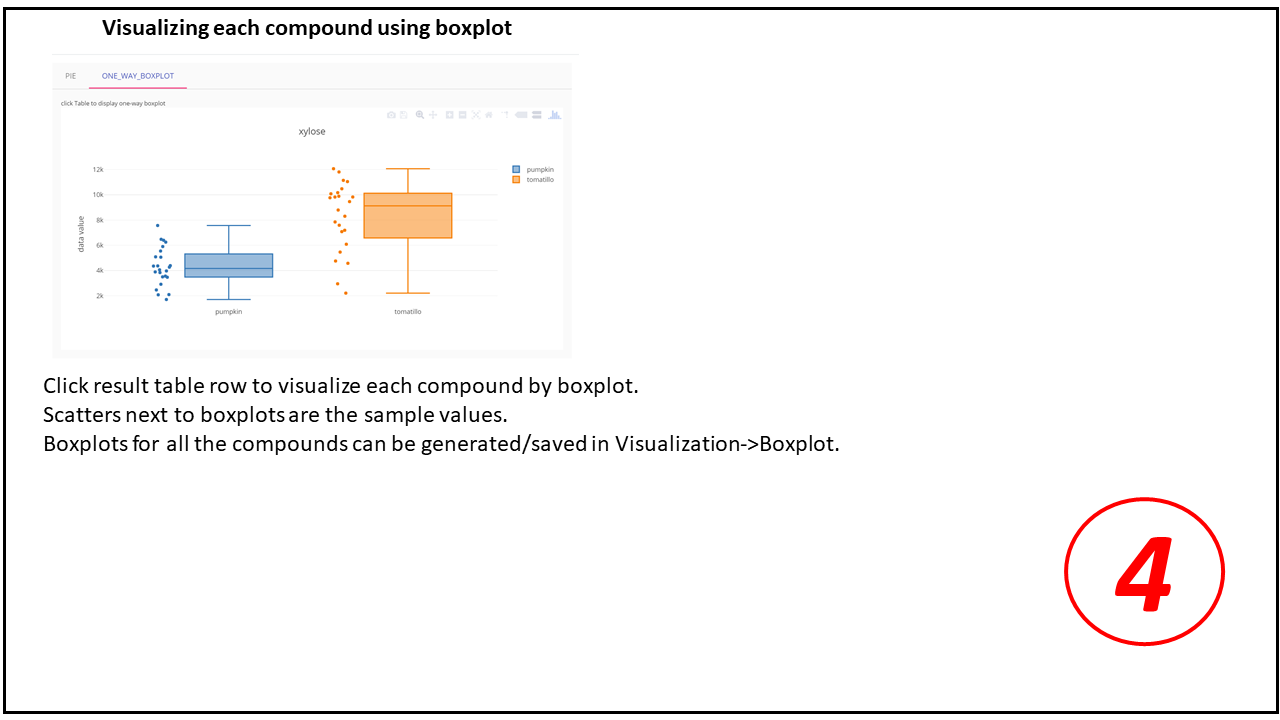 Visualizing each compound using boxplot
PIE ONE_WAY_BOXPLOT
click Table to display one-way boxplot
xylose
pumpkin
tomatillo
data value
12k
10k
8k
6k
4k
2k
pumpkin tomatillo
Click result table row to visualize each compound by boxplot.
Scatters next to boxplots are the sample values.
Boxplots for all the compounds can be generated/saved in Visualization->Boxplot.
4